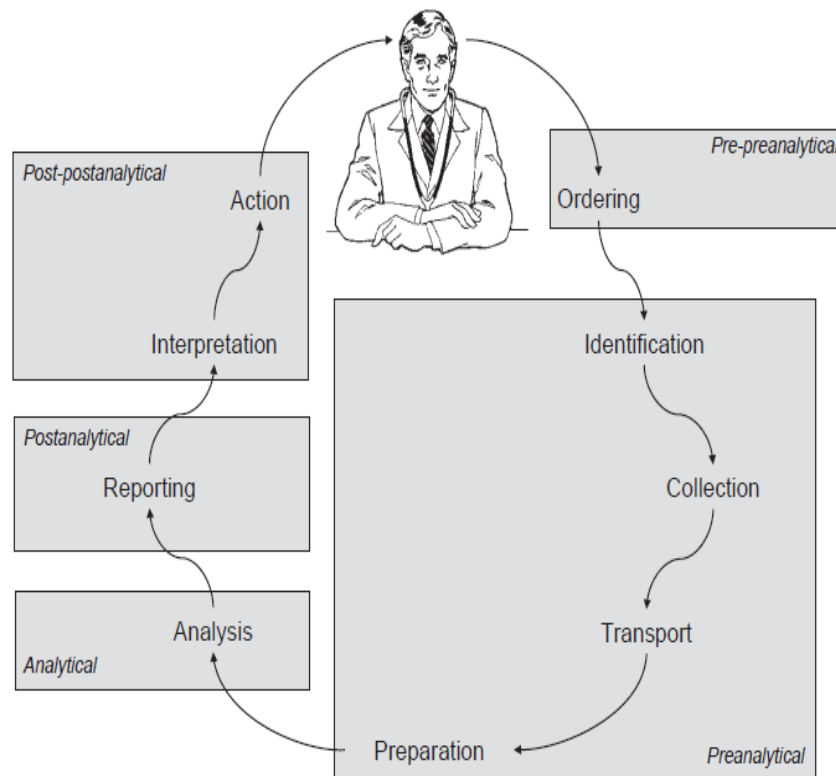 Pre-preanalytical
Ordering
Identification
Collection
Transport
Preparation
Preanalytical
Analysis
Analytical
Postanalytical
Reporting
Interpretation
Post-postanalytical
Action